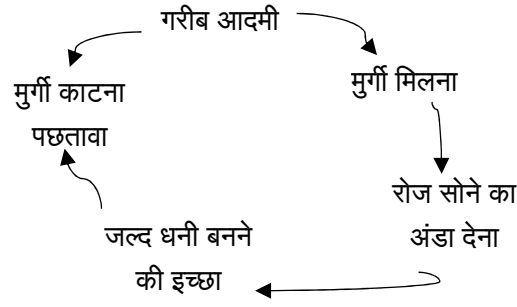 गरीब आदमी
मुर्गी मिलना
रोज सोने का
अंडा देना
जल्द धनी बनने
की इच्छा
मुर्गी काटना
पछतावा